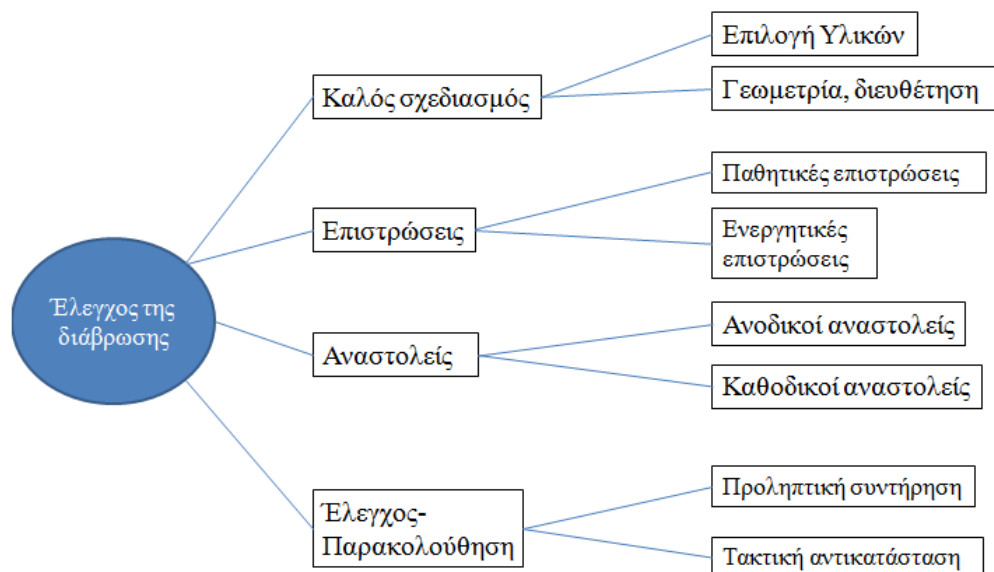 Έλεγχος της
διάβρωσης
Καλός σχεδιασμός
Επιλογή Υλικών
Γεωμετρία, διευθέτηση
Επιστρώσεις
Παθητικές επιστρώσεις
Ενεργητικές
επιστρώσεις
Αναστολείς
Ανοδικοί αναστολείς
Καθοδικοί αναστολείς
Έλεγχος-
Παρακολούθηση
Προληπτική συντήρηση
Τακτική αντικατάσταση